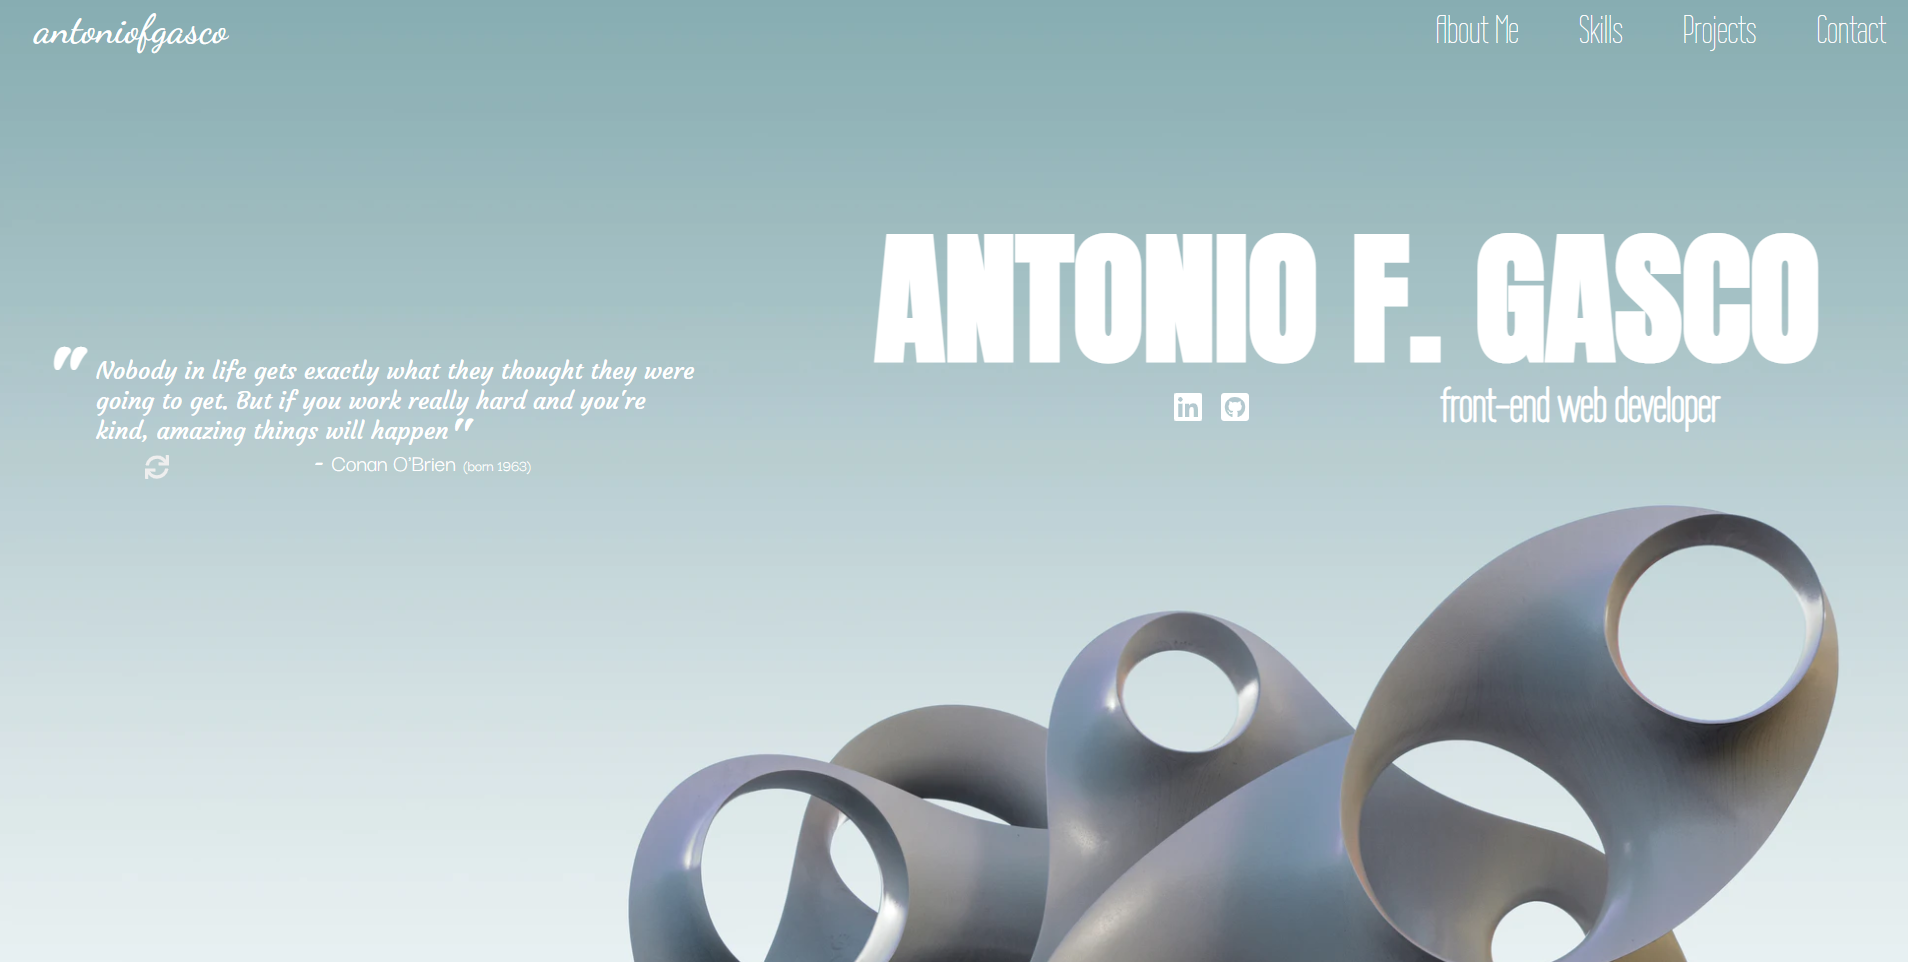 antoniofgasco
About Me
Skills
Projects
Contact
ANTONIO F. GASCO
front-end web developer
"Nobody in life gets exactly what they thought they were
going to get. But if you work really hard and you're
kind, amazing things will happen"
- Conan O'Brien (born 1963)